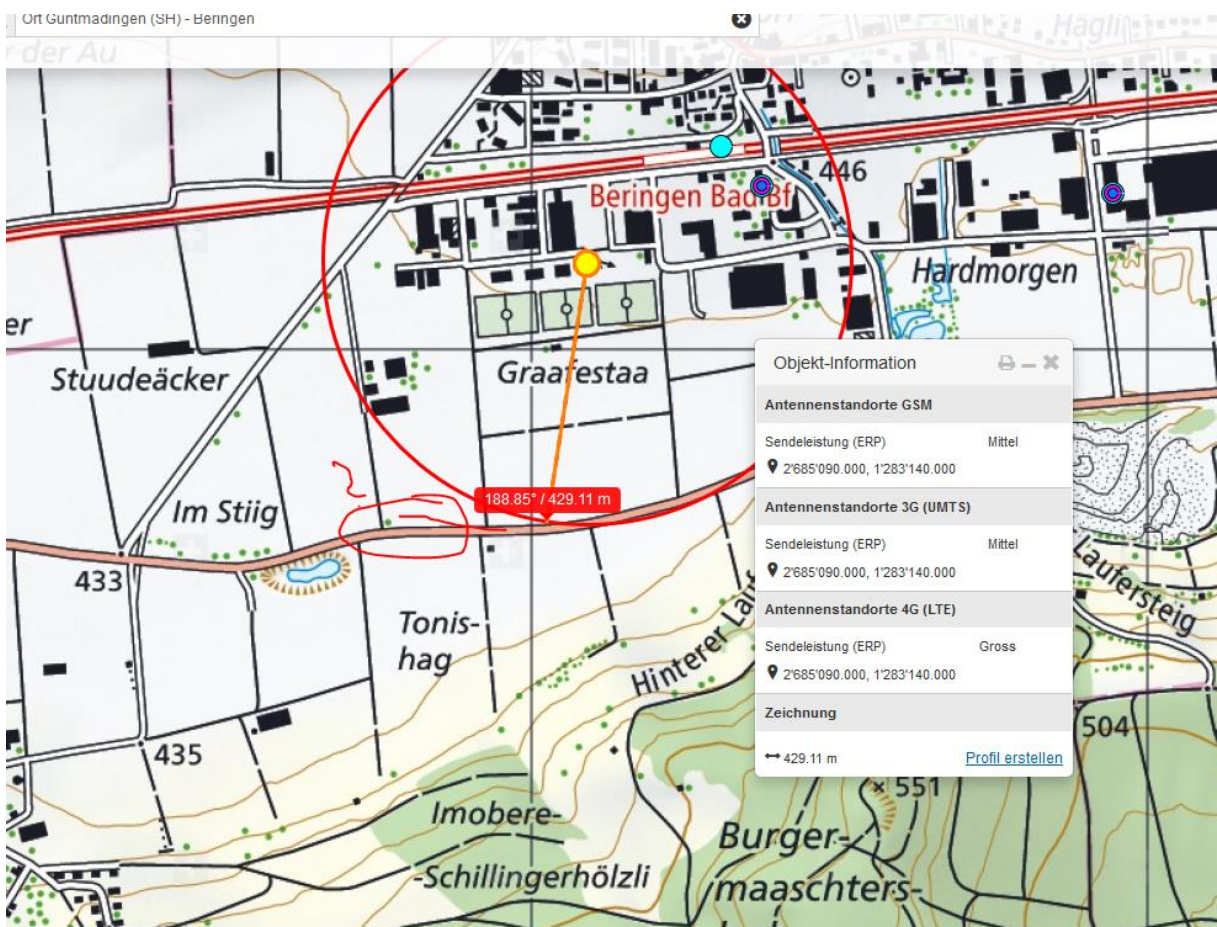 Ort Guntmadingen (SH) - Beringen
der Au
Hägli
446
Beringen Bad Bf
Hardmorgen
Stuudeäcker
Graafestaa
Objekt-Information
Antennenstandorte GSM
Sendeleistung (ERP) Mittel
2'685'090.000, 1'283'140.000
188.85° / 429.11 m
Antennenstandorte 3G (UMTS)
Im Stiig
Sendeleistung (ERP) Mittel
2'685'090.000, 1'283'140.000
433
Laufersteig
Antennenstandorte 4G (LTE)
Tonis-
hag
Sendeleistung (ERP) Gross
2'685'090.000, 1'283'140.000
Hinterer
Zeichnung
504
435
429.11 m Profil erstellen
551
Imobere-
-Schillingerhölzli
Burger-
maaschters-
?